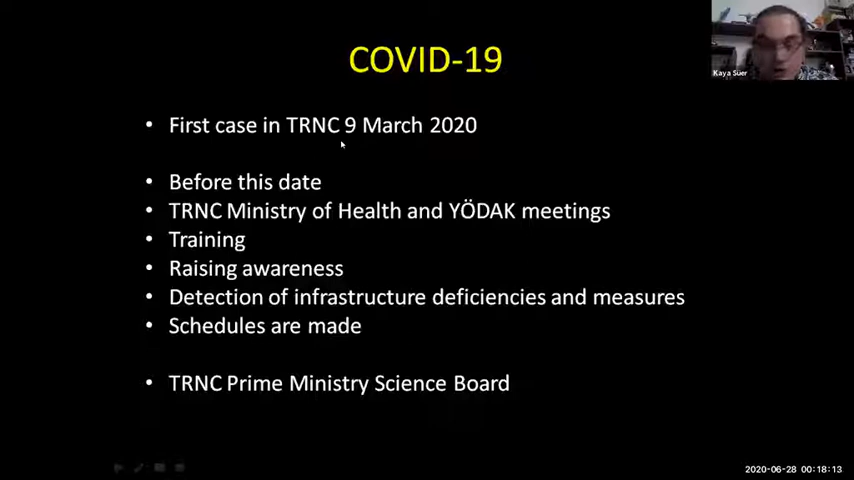 COVID-19
Kaya Süer
• First case in TRNC 9 March 2020
• Before this date
• TRNC Ministry of Health and YÖDAK meetings
• Training
• Raising awareness
• Detection of infrastructure deficiencies and measures
• Schedules are made
• TRNC Prime Ministry Science Board
2020-06-28 00:18:13